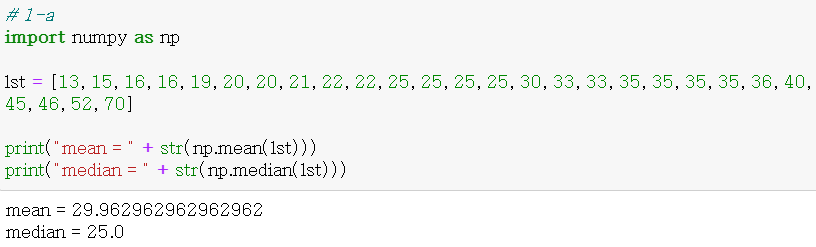 # 1-a
import numpy as np
lst = [13, 15, 16, 16, 19, 20, 20, 21, 22, 22, 25, 25, 25, 25, 30, 33, 33, 35, 35, 35, 35, 36, 40,
45, 46, 52, 70]
print("mean = " + str(np.mean(lst)))
print("median = " + str(np.median(lst)))
mean = 29.962962962962962
median = 25.0